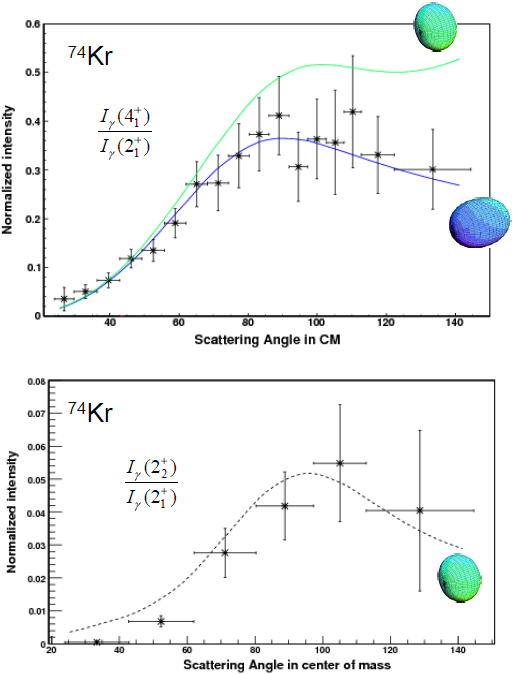 0.6
0.5
0.4
0.3
0.2
0.1
0
⁷⁴Kr
Iγ(4₁⁺)
Iγ(2₁⁺)
Normalized intensity
40 60 80 100 120 140
Scattering Angle in CM
0.08
0.07
0.06
0.05
0.04
0.03
0.02
0.01
0
⁷⁴Kr
Iγ(2₂⁺)
Iγ(2₁⁺)
Normalized intensity
20 40 60 80 100 120 140
Scattering Angle in center of mass